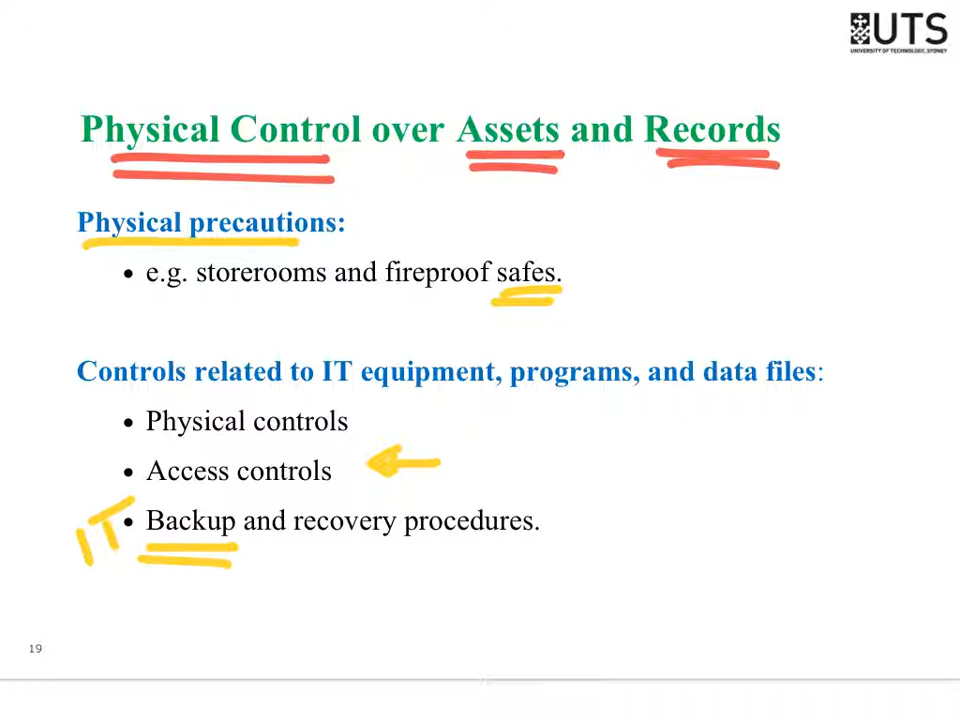 UTS
UNIVERSITY OF TECHNOLOGY, SYDNEY
Physical Control over Assets and Records
Physical precautions:
• e.g. storerooms and fireproof safes.
Controls related to IT equipment, programs, and data files:
• Physical controls
• Access controls
IT
• Backup and recovery procedures.
19